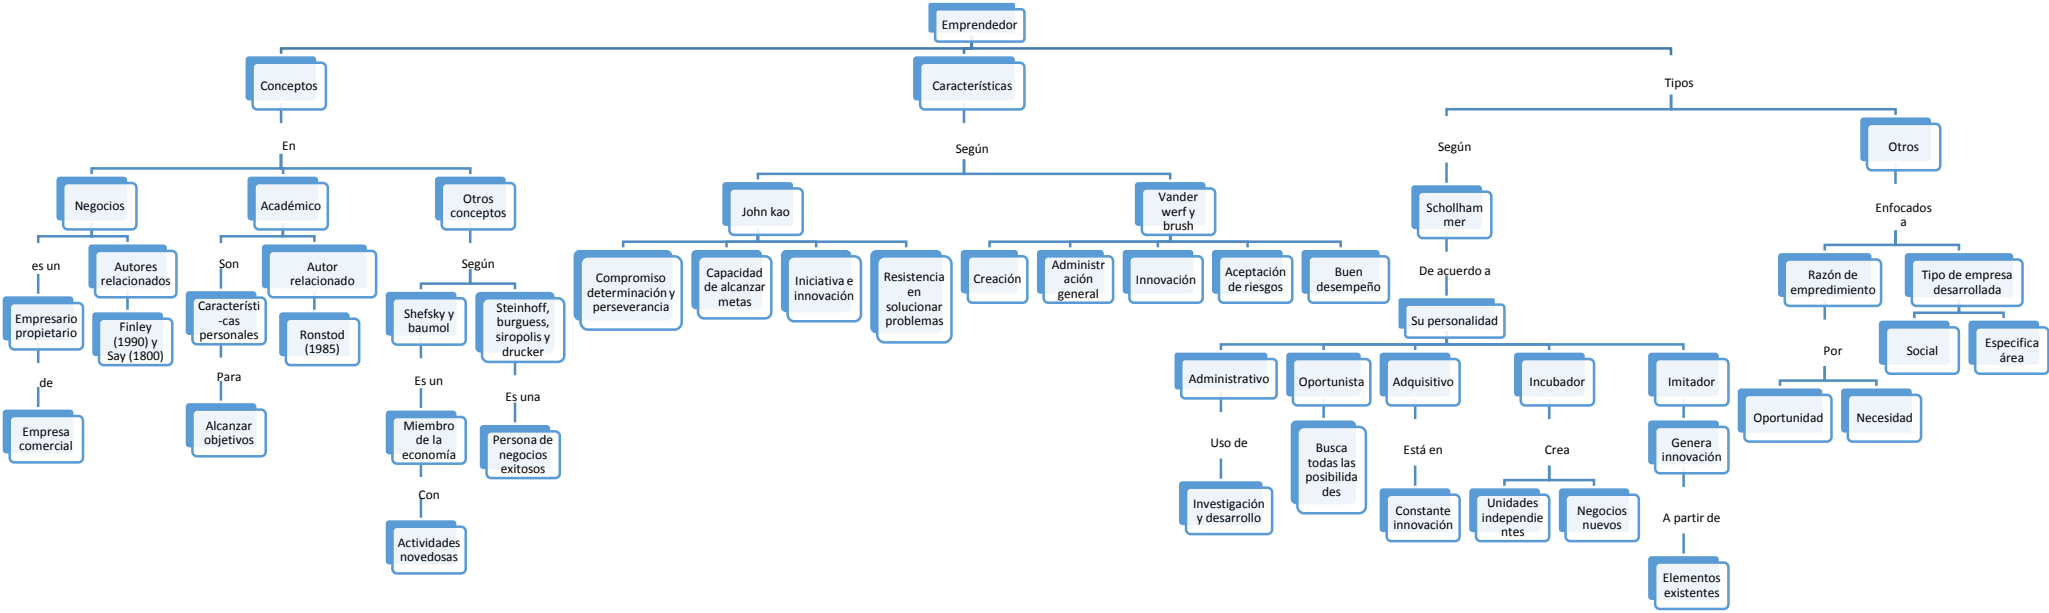 Emprendedor
Conceptos
En
Negocios
es un
Empresario
propietario
de
Empresa
comercial
Autores
relacionados
Finley
(1990) y
Say (1800)
Académico
Son
Característi
-cas
personales
Para
Alcanzar
objetivos
Autor
relacionado
Ronstod
(1985)
Otros
conceptos
Según
Shefsky y
baumol
Es un
Miembro
de la
economía
Con
Actividades
novedosas
Steinhoff,
burguess,
siropolis y
drucker
Es una
Persona de
negocios
exitosos
Características
Según
John kao
Compromiso
determinación y
perseverancia
Capacidad
de alcanzar
metas
Iniciativa e
innovación
Resistencia
en
solucionar
problemas
Vander
werf y
brush
Creación
Administr
ación
general
Innovación
Aceptación
de riesgos
Buen
desempeño
Tipos
Según
Schollham
mer
De acuerdo a
Su personalidad
Administrativo
Uso de
Investigación
y desarrollo
Oportunista
Busca
todas las
posibilida
des
Adquisitivo
Está en
Constante
innovación
Incubador
Crea
Unidades
independie
ntes
Negocios
nuevos
Imitador
Genera
innovación
A partir de
Elementos
existentes
Otros
Enfocados
a
Razón de
empredimiento
Por
Oportunidad
Necesidad
Tipo de empresa
desarrollada
Social
Especifica
área